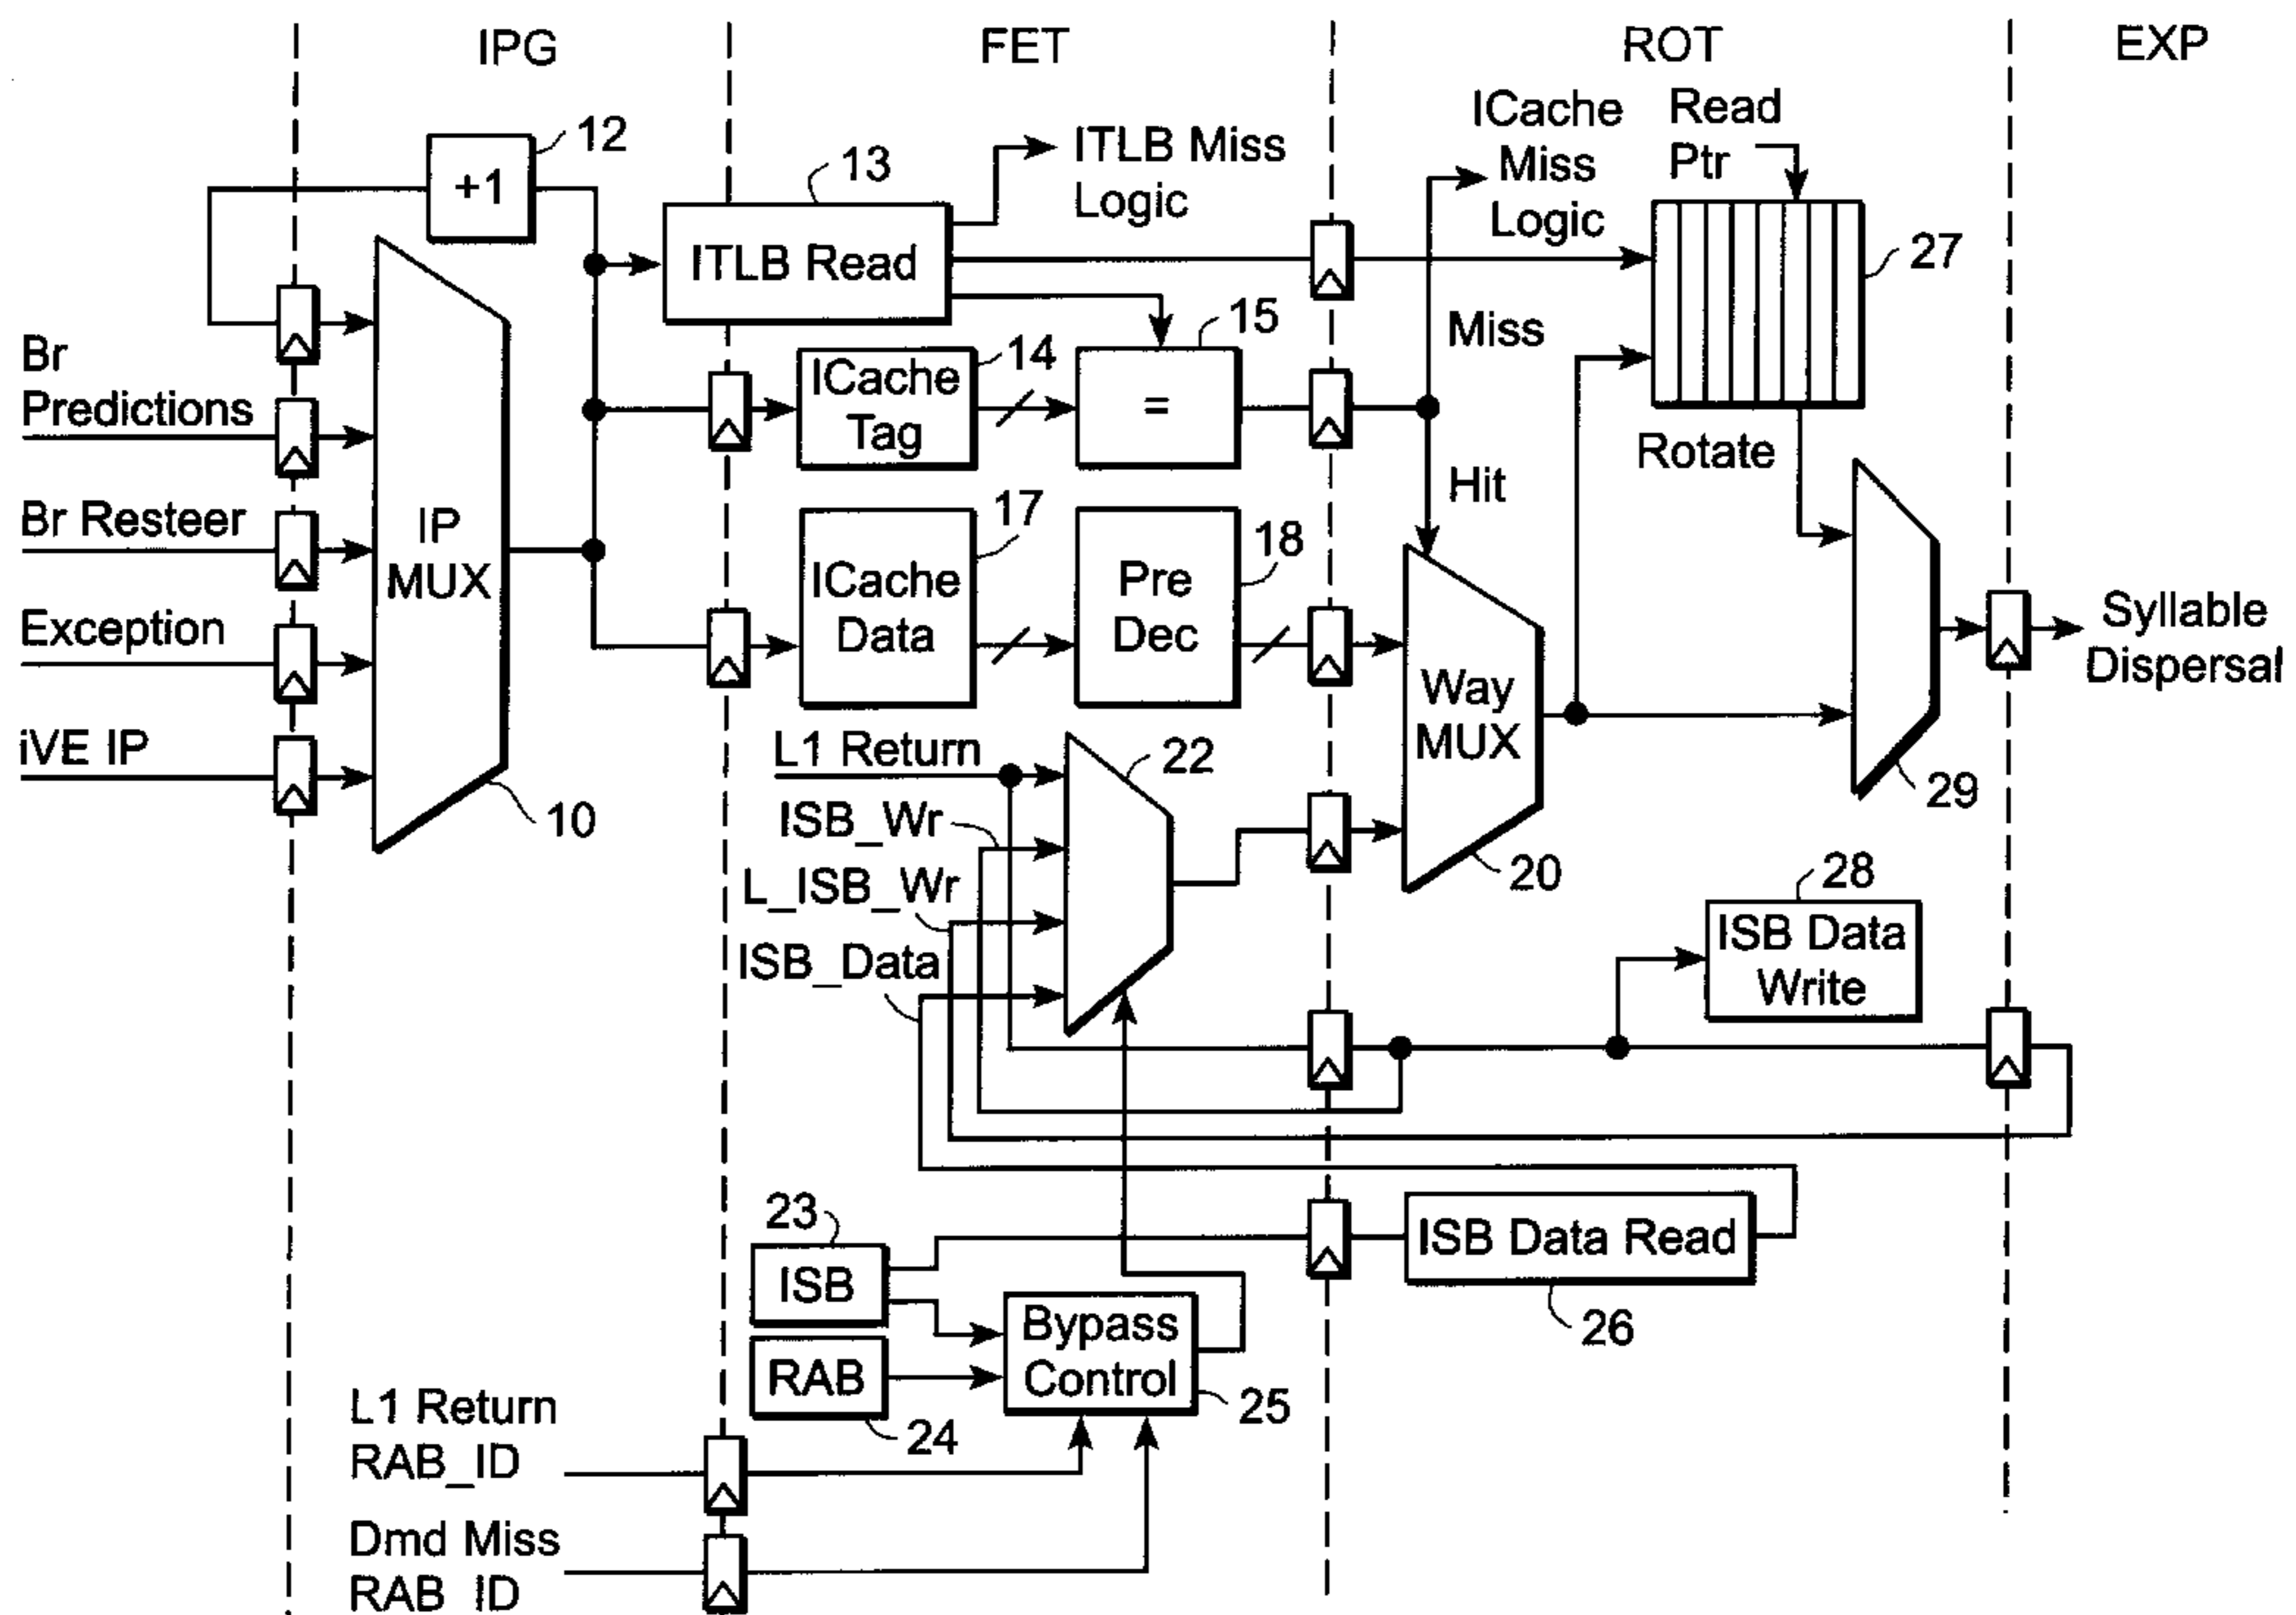 IPG
FET
ROT
EXP
12
+1
13
ITLB Read
ITLB Miss
Logic
ICache
Miss
Logic
Read
Ptr
27
Br
Predictions
Br Resteer
Exception
iVE IP
IP
MUX
10
14
ICache
Tag
15
=
Miss
Hit
Rotate
17
ICache
Data
18
Pre
Dec
Way
MUX
20
29
Syllable
Dispersal
L1 Return
22
ISB_Wr
L_ISB_Wr
ISB_Data
28
ISB Data
Write
23
ISB
RAB
24
Bypass
Control
25
ISB Data Read
26
L1 Return
RAB_ID
Dmd Miss
RAB ID